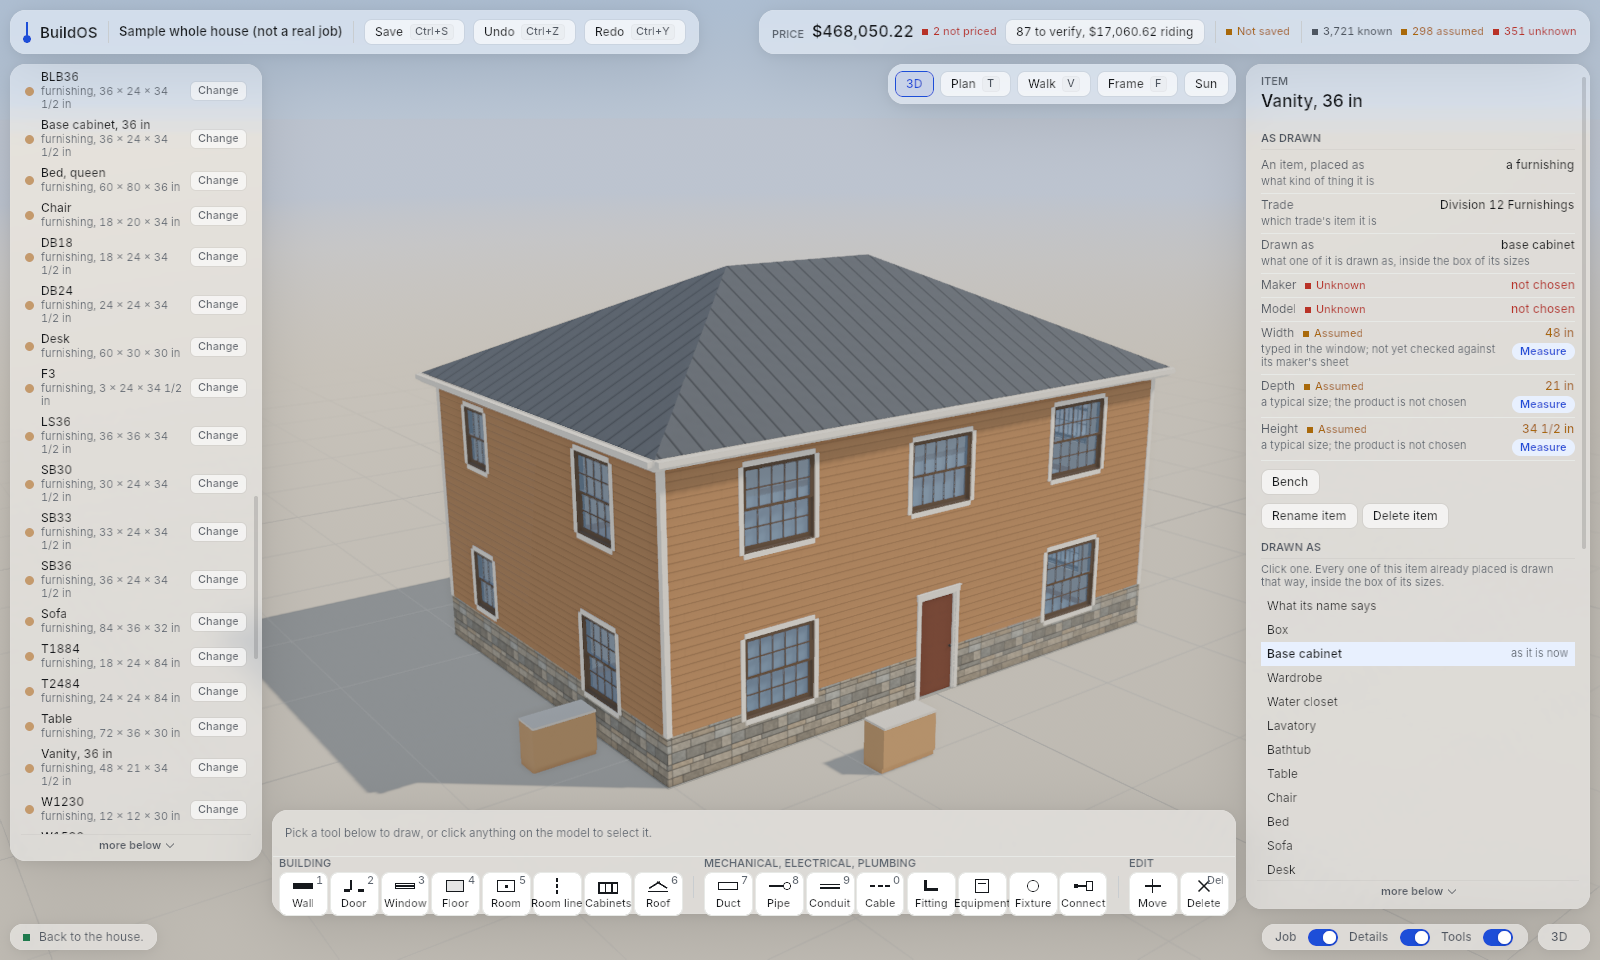 BuildOS
Sample whole house (not a real job)
Save Ctrl+S
Undo Ctrl+Z
Redo Ctrl+Y
PRICE $468,050.22
2 not priced
87 to verify, $17,060.62 riding
Not saved
3,721 known
298 assumed
351 unknown
BLB36
furnishing, 36 × 24 × 34
1/2 in
Change
Base cabinet, 36 in
furnishing, 36 × 24 × 34
1/2 in
Change
Bed, queen
furnishing, 60 × 80 × 36 in
Change
Chair
furnishing, 18 × 20 × 34 in
Change
DB18
furnishing, 18 × 24 × 34
1/2 in
Change
DB24
furnishing, 24 × 24 × 34
1/2 in
Change
Desk
furnishing, 60 × 30 × 30 in
Change
F3
furnishing, 3 × 24 × 34 1/2
in
Change
LS36
furnishing, 36 × 36 × 34
1/2 in
Change
SB30
furnishing, 30 × 24 × 34
1/2 in
Change
SB33
furnishing, 33 × 24 × 34
1/2 in
Change
SB36
furnishing, 36 × 24 × 34
1/2 in
Change
Sofa
furnishing, 84 × 36 × 32 in
Change
T1884
furnishing, 18 × 24 × 84 in
Change
T2484
furnishing, 24 × 24 × 84 in
Change
Table
furnishing, 72 × 36 × 30 in
Change
Vanity, 36 in
furnishing, 48 × 21 × 34
1/2 in
Change
W1230
furnishing, 12 × 12 × 30 in
Change
more below
3D
Plan T
Walk V
Frame F
Sun
ITEM
Vanity, 36 in
AS DRAWN
An item, placed as a furnishing
what kind of thing it is
Trade Division 12 Furnishings
which trade's item it is
Drawn as base cabinet
what one of it is drawn as, inside the box of its sizes
Maker Unknown not chosen
Model Unknown not chosen
Width Assumed 48 in
typed in the window; not yet checked against
its maker's sheet
Measure
Depth Assumed 21 in
a typical size; the product is not chosen
Measure
Height Assumed 34 1/2 in
a typical size; the product is not chosen
Measure
Bench
Rename item
Delete item
DRAWN AS
Click one. Every one of this item already placed is drawn
that way, inside the box of its sizes.
What its name says
Box
Base cabinet as it is now
Wardrobe
Water closet
Lavatory
Bathtub
Table
Chair
Bed
Sofa
Desk
more below
Pick a tool below to draw, or click anything on the model to select it.
BUILDING
1 Wall
2 Door
3 Window
4 Floor
5 Room
Room line
Cabinets
6 Roof
MECHANICAL, ELECTRICAL, PLUMBING
7 Duct
8 Pipe
9 Conduit
0 Cable
Fitting
Equipment
Fixture
Connect
EDIT
Move
Del Delete
Back to the house.
Job
Details
Tools
3D